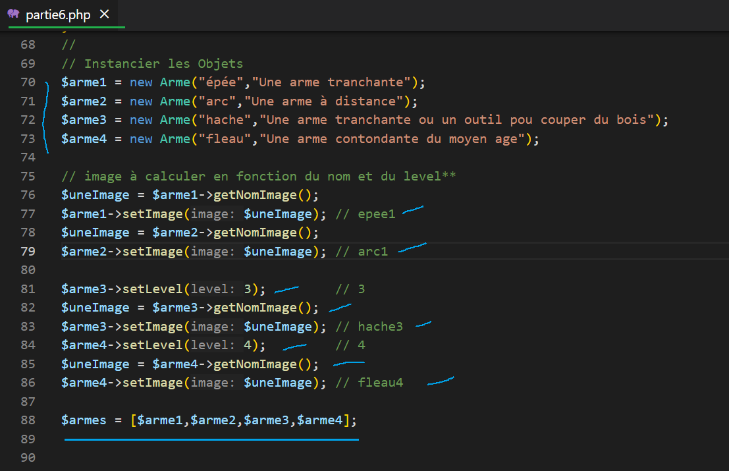 partie6.php
68 //
69 // Instancier les Objets
70 $arme1 = new Arme("épée","Une arme tranchante");
71 $arme2 = new Arme("arc","Une arme à distance");
72 $arme3 = new Arme("hache","Une arme tranchante ou un outil pou couper du bois");
73 $arme4 = new Arme("fleau","Une arme contondante du moyen age");
74
75 // image à calculer en fonction du nom et du level**
76 $uneImage = $arme1->getNomImage();
77 $arme1->setImage(image: $uneImage); // epee1
78 $uneImage = $arme2->getNomImage();
79 $arme2->setImage(image: $uneImage); // arc1
80
81 $arme3->setLevel(level: 3); // 3
82 $uneImage = $arme3->getNomImage();
83 $arme3->setImage(image: $uneImage); // hache3
84 $arme4->setLevel(level: 4); // 4
85 $uneImage = $arme4->getNomImage();
86 $arme4->setImage(image: $uneImage); // fleau4
87
88 $armes = [$arme1,$arme2,$arme3,$arme4];
89
90